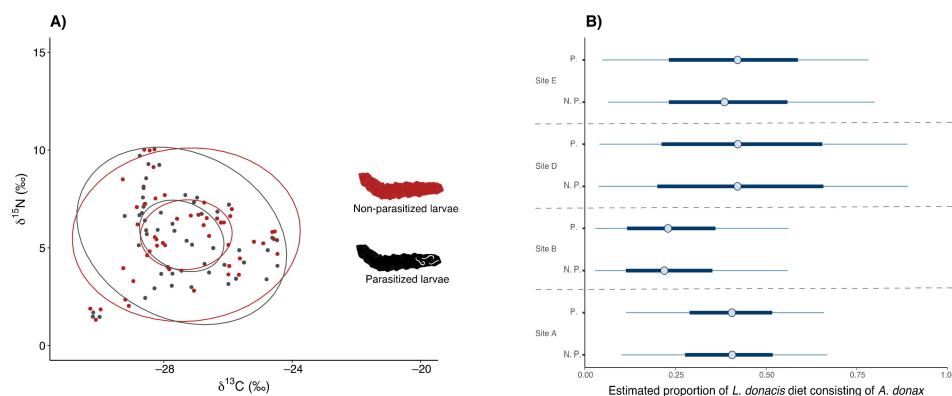 A)
15
10
5
0
δ15N (‰)
−28
−24
−20
δ13C (‰)
Non-parasitized larvae
Parasitized larvae
B)
P.
Site E
N. P.
P.
Site D
N. P.
P.
Site B
N. P.
P.
Site A
N. P.
0.00
0.25
0.50
0.75
1.0
Estimated proportion of L. donacis diet consisting of A. donax